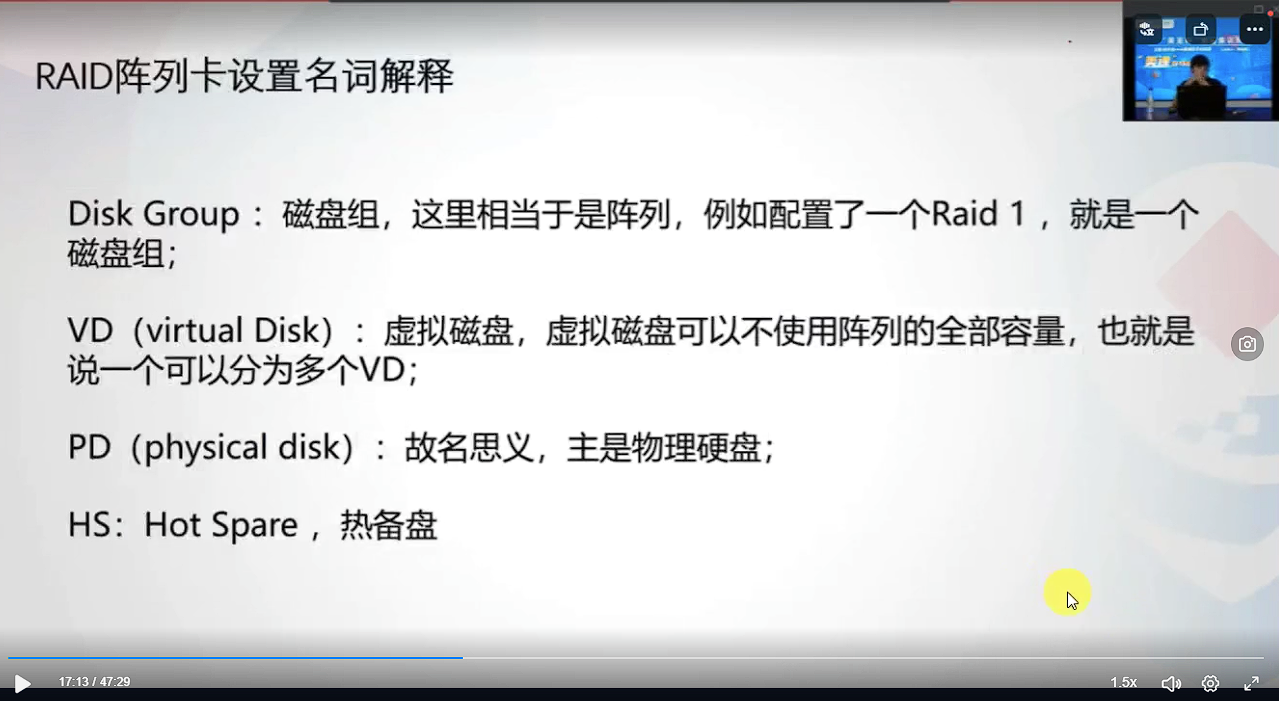 RAID阵列卡设置名词解释
Disk Group ：磁盘组，这里相当于是阵列，例如配置了一个Raid 1 ，就是一个
磁盘组；
VD（virtual Disk）：虚拟磁盘，虚拟磁盘可以不使用阵列的全部容量，也就是
说一个可以分为多个VD；
PD（physical disk）：故名思义，主是物理硬盘；
HS：Hot Spare ，热备盘
17:13 / 47:29
1.5x